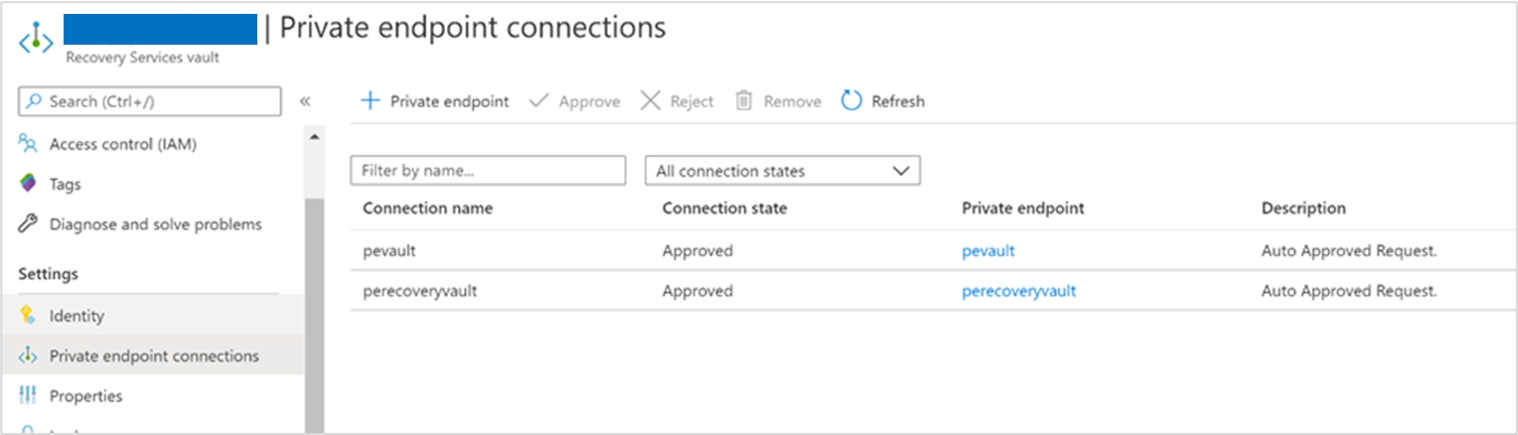 | Private endpoint connections
Recovery Services vault
Search (Ctrl+/)
«
Private endpoint Approve Reject Remove Refresh
Access control (IAM)
Tags
Diagnose and solve problems
Settings
Identity
Private endpoint connections
Properties
Filter by name... All connection states
Connection name Connection state Private endpoint Description
pevault Approved pevault Auto Approved Request.
perecoveryvault Approved perecoveryvault Auto Approved Request.